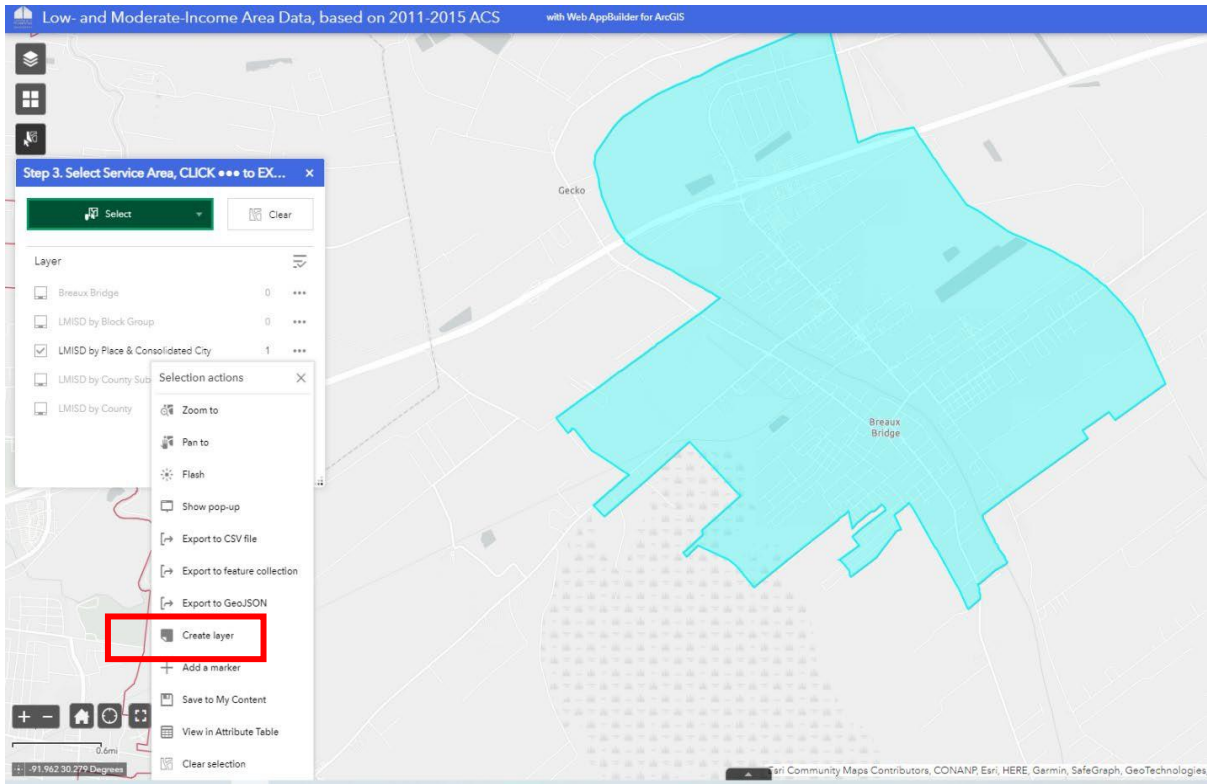 Low- and Moderate-Income Area Data, based on 2011-2015 ACS with Web AppBuilder for ArcGIS
Step 3. Select Service Area, CLICK ●●● to EX... ×
Select Clear
Layer
Breaux Bridge 0 •••
LMISD by Block Group 0 •••
LMISD by Place & Consolidated City 1 •••
LMISD by County Sub
LMISD by County
Selection actions
Zoom to
Pan to
Flash
Show pop-up
Export to CSV file
Export to feature collection
Export to GeoJSON
Create layer
Add a marker
Save to My Content
View in Attribute Table
Clear selection
Gecko
Breaux
Bridge
0.6mi
-91.962 30.279 Degrees
Esri Community Maps Contributors, CONANP, Esri, HERE, Garmin, SafeGraph, GeoTechnologies